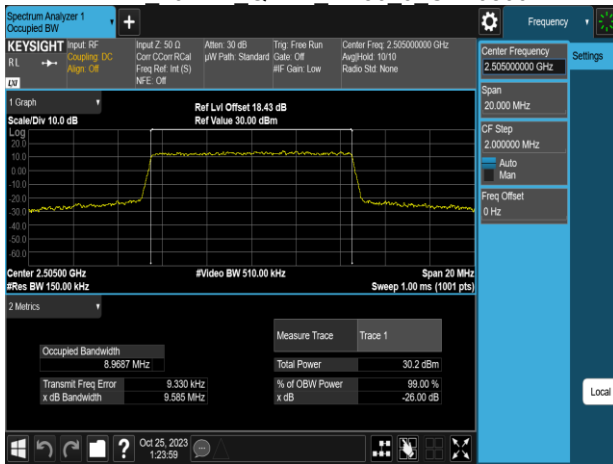 Spectrum Analyzer 1
Occupied BW
Frequency
KEYSIGHT
Input: RF
Coupling: DC
Align: Off
Input Z: 50 Ω
Corr CCorr RCal
Freq Ref: Int (S)
NFE: Off
Atten: 30 dB
µW Path: Standard
Trig: Free Run
Gate: Off
#IF Gain: Low
Center Freq: 2.505000000 GHz
Avg|Hold: 10/10
Radio Std: None
RL
LXI
Center Frequency
2.505000000 GHz
Settings
Span
20.000 MHz
CF Step
2.000000 MHz
Auto
Man
Freq Offset
0 Hz
1 Graph
Scale/Div 10.0 dB
Ref Lvl Offset 18.43 dB
Ref Value 30.00 dBm
Log
20.0
10.0
0.00
-10.0
-20.0
-30.0
-40.0
-50.0
-60.0
Center 2.50500 GHz
#Video BW 510.00 kHz
Span 20 MHz
#Res BW 150.00 kHz
Sweep 1.00 ms (1001 pts)
2 Metrics
Measure Trace
Trace 1
Occupied Bandwidth
8.9687 MHz
Total Power
30.2 dBm
Transmit Freq Error
9.330 kHz
% of OBW Power
99.00 %
x dB Bandwidth
9.585 MHz
x dB
-26.00 dB
Local
?
Oct 25, 2023
1:23:59